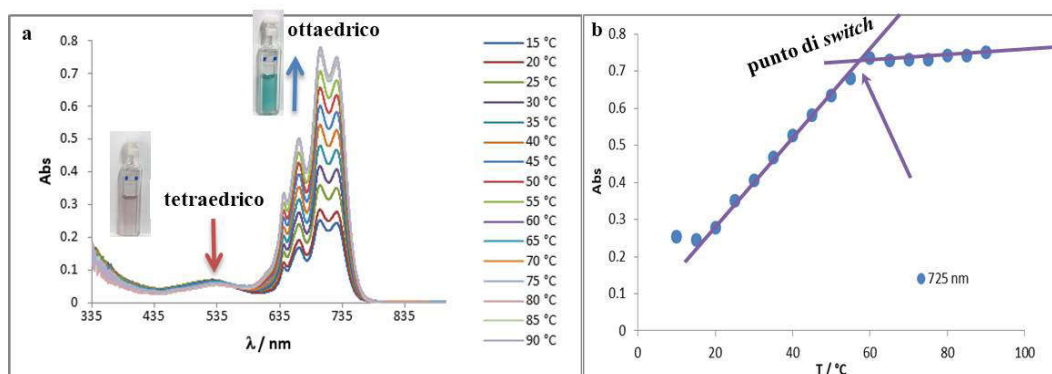 a
ottaedrico
tetraedrico
Abs
0.8
0.7
0.6
0.5
0.4
0.3
0.2
0.1
0
335
435
535
635
735
835
λ / nm
15 °C
20 °C
25 °C
30 °C
35 °C
40 °C
45 °C
50 °C
55 °C
60 °C
65 °C
70 °C
75 °C
80 °C
85 °C
90 °C
b
punto di switch
Abs
0.8
0.7
0.6
0.5
0.4
0.3
0.2
0.1
0
0
20
40
60
80
100
T / °C
725 nm